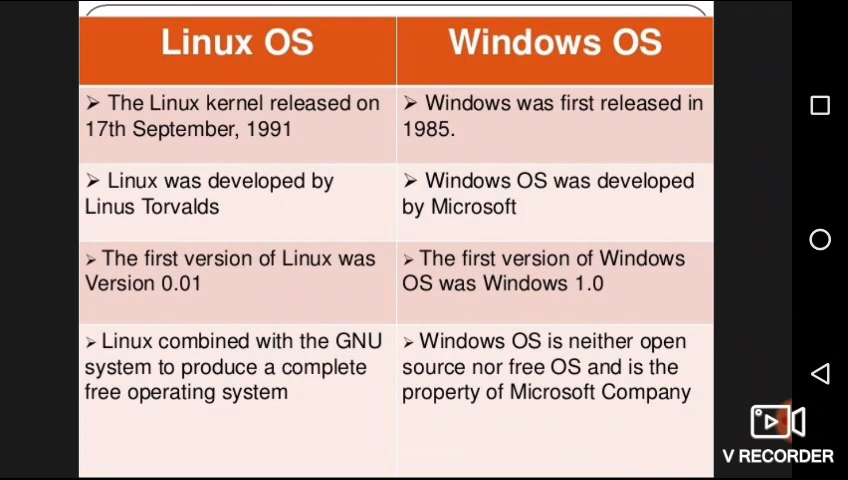 Linux OS
Windows OS
➢ The Linux kernel released on
17th September, 1991
➢ Windows was first released in
1985.
➢ Linux was developed by
Linus Torvalds
➢ Windows OS was developed
by Microsoft
➢ The first version of Linux was
Version 0.01
➢ The first version of Windows
OS was Windows 1.0
➢ Linux combined with the GNU
system to produce a complete
free operating system
➢ Windows OS is neither open
source nor free OS and is the
property of Microsoft Company
V RECORDER